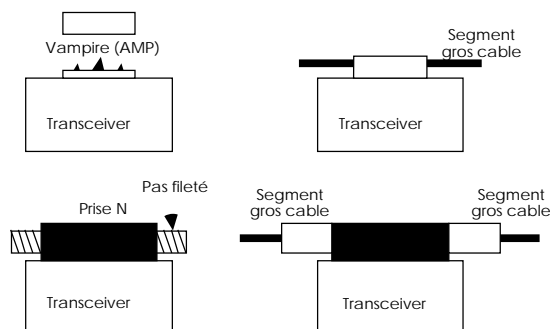 Vampire (AMP)
Transceiver
Segment
gros cable
Transceiver
Pas fileté
Prise N
Transceiver
Segment
gros cable
Segment
gros cable
Transceiver